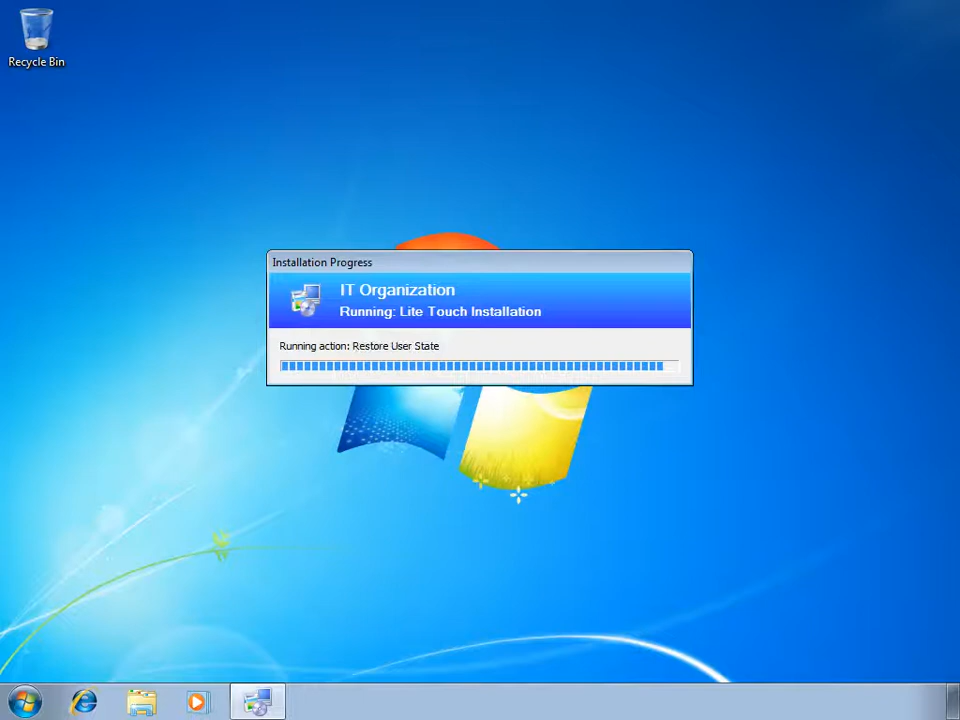 Recycle Bin
Installation Progress
IT Organization
Running: Lite Touch Installation
Running action: Restore User State